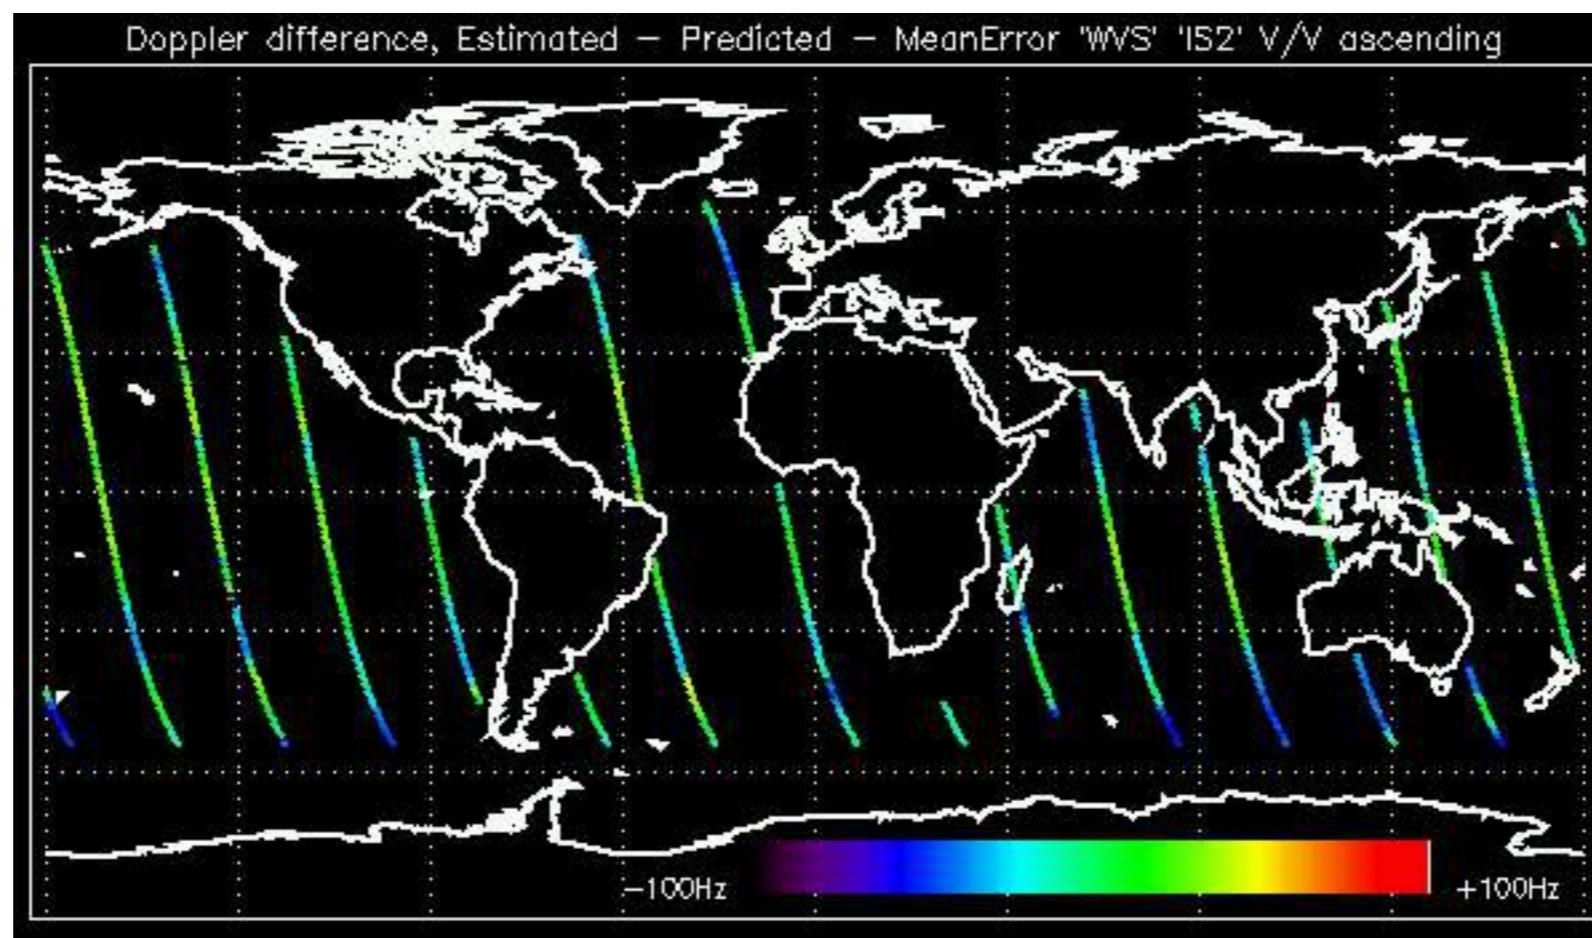 Doppler difference, Estimated – Predicted – MeanError 'WVS' 'IS2' V/V ascending
−100Hz
+100Hz